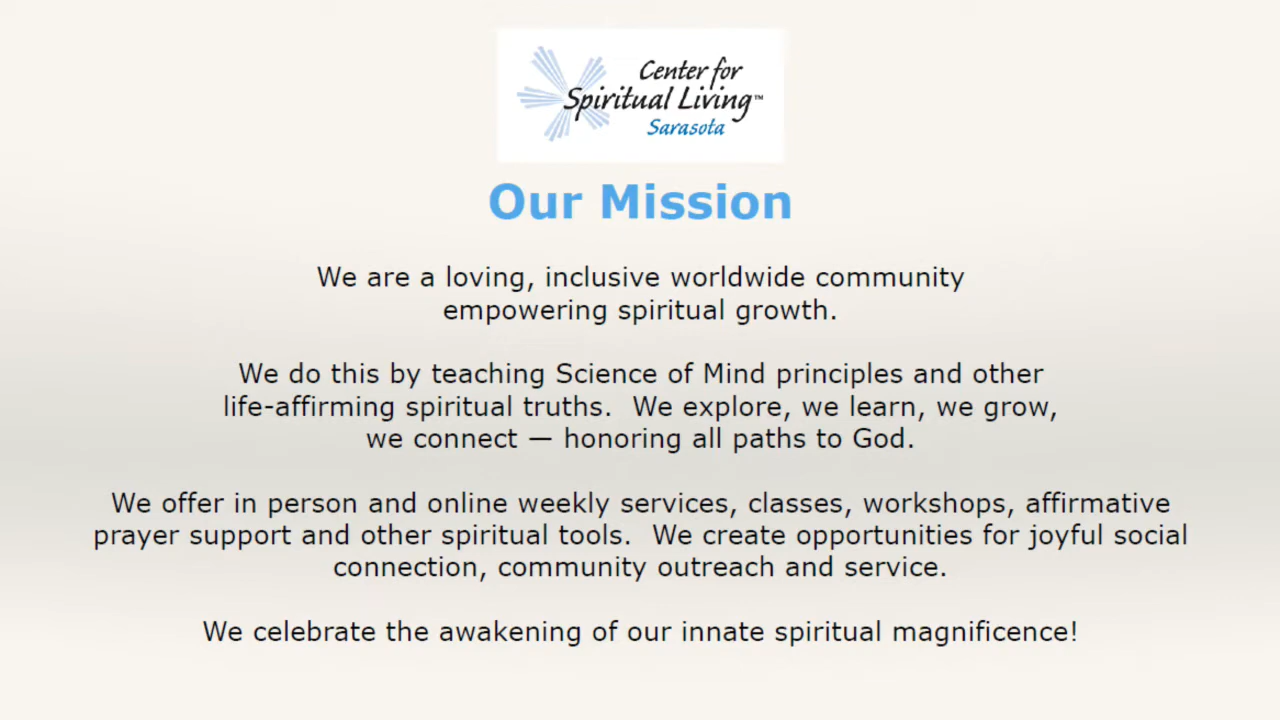 Center for
Spiritual Living™
Sarasota
Our Mission
We are a loving, inclusive worldwide community
empowering spiritual growth.
We do this by teaching Science of Mind principles and other
life-affirming spiritual truths.  We explore, we learn, we grow,
we connect — honoring all paths to God.
We offer in person and online weekly services, classes, workshops, affirmative
prayer support and other spiritual tools.  We create opportunities for joyful social
connection, community outreach and service.
We celebrate the awakening of our innate spiritual magnificence!